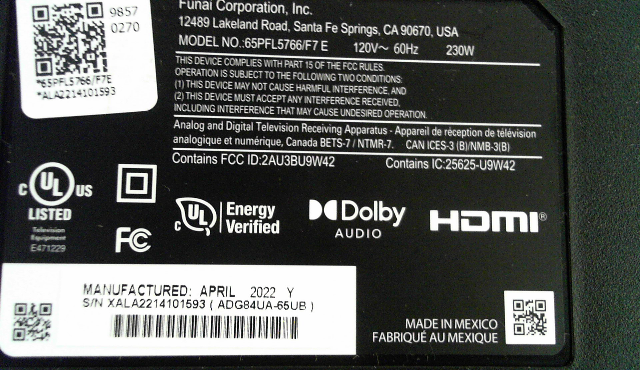 9857
0270
*65PFL5766/F7E
*ALA2214101593
Funai Corporation, Inc.
12489 Lakeland Road, Santa Fe Springs, CA 90670, USA
MODEL NO.:65PFL5766/F7 E 120V~ 60Hz 230W
THIS DEVICE COMPLIES WITH PART 15 OF THE FCC RULES.
OPERATION IS SUBJECT TO THE FOLLOWING TWO CONDITIONS:
(1) THIS DEVICE MAY NOT CAUSE HARMFUL INTERFERENCE, AND
(2) THIS DEVICE MUST ACCEPT ANY INTERFERENCE RECEIVED,
INCLUDING INTERFERENCE THAT MAY CAUSE UNDESIRED OPERATION.
Analog and Digital Television Receiving Apparatus - Appareil de réception de télévision
analogique et numérique, Canada BETS-7 / NTMR-7. CAN ICES-3 (B)/NMB-3(B)
Contains FCC ID:2AU3BU9W42 Contains IC:25625-U9W42
C UL US
LISTED
Television
Equipment
E471229
FC
UL Energy
Verified
Dolby
AUDIO
HDMI®
MANUFACTURED: APRIL 2022 Y
S/N XALA2214101593 ( ADG84UA-65UB )
MADE IN MEXICO
FABRIQUÉ AU MEXIQUE